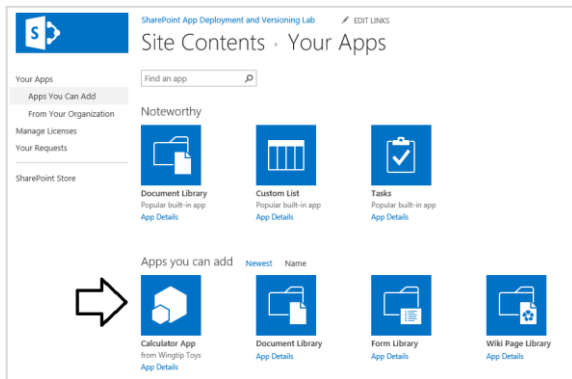 S
SharePoint App Deployment and Versioning Lab
EDIT LINKS
Site Contents › Your Apps
Find an app
Your Apps
Apps You Can Add
From Your Organization
Manage Licenses
Your Requests
SharePoint Store
Noteworthy
Document Library
Popular built-in app
App Details
Custom List
Popular built-in app
App Details
Tasks
Popular built-in app
App Details
Apps you can add Newest Name
Calculator App
from Wingtip Toys
App Details
Document Library
App Details
Form Library
App Details
Wiki Page Library
App Details